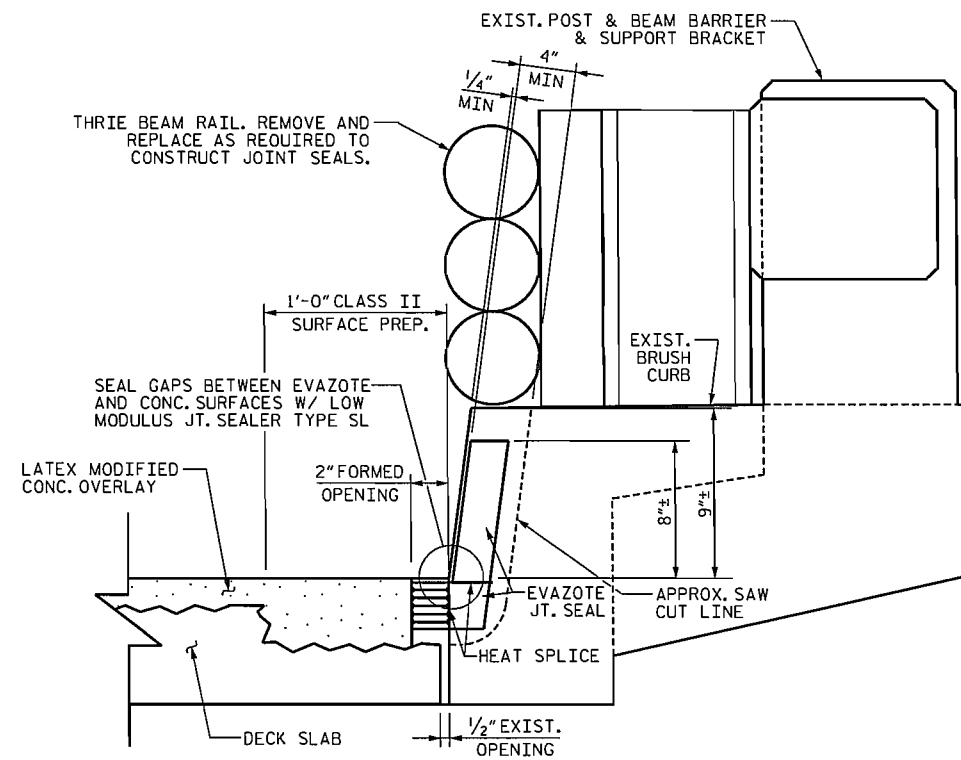 EXIST. POST & BEAM BARRIER
& SUPPORT BRACKET
4"
MIN
1/4"
MIN
THRIE BEAM RAIL. REMOVE AND
REPLACE AS REQUIRED TO
CONSTRUCT JOINT SEALS.
1'-0" CLASS II
SURFACE PREP.
EXIST.
BRUSH
CURB
SEAL GAPS BETWEEN EVAZOTE
AND CONC. SURFACES W/ LOW
MODULUS JT. SEALER TYPE SL
LATEX MODIFIED
CONC. OVERLAY
2" FORMED
OPENING
8"±
9"±
EVAZOTE
JT. SEAL
APPROX. SAW
CUT LINE
HEAT SPLICE
DECK SLAB
1/2" EXIST.
OPENING